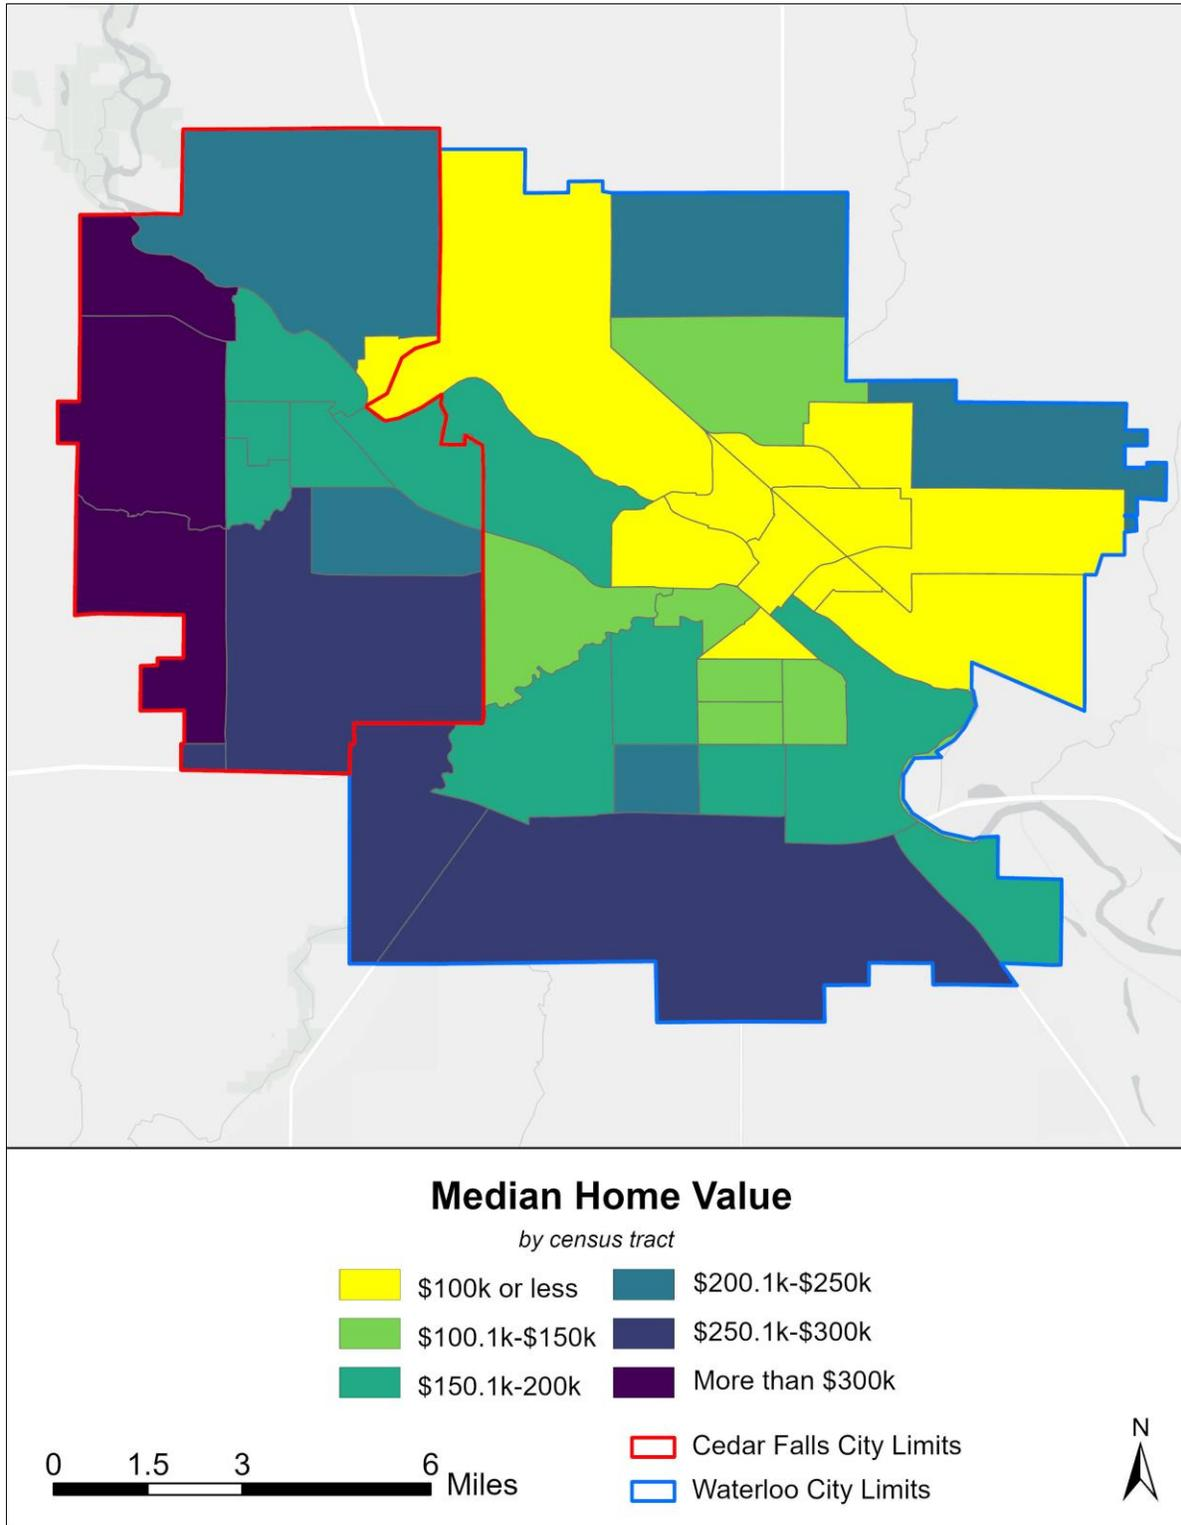 Median Home Value
by census tract
$100k or less
$200.1k-$250k
$100.1k-$150k
$250.1k-$300k
$150.1k-200k
More than $300k
Cedar Falls City Limits
Waterloo City Limits
0 1.5 3 6 Miles
N